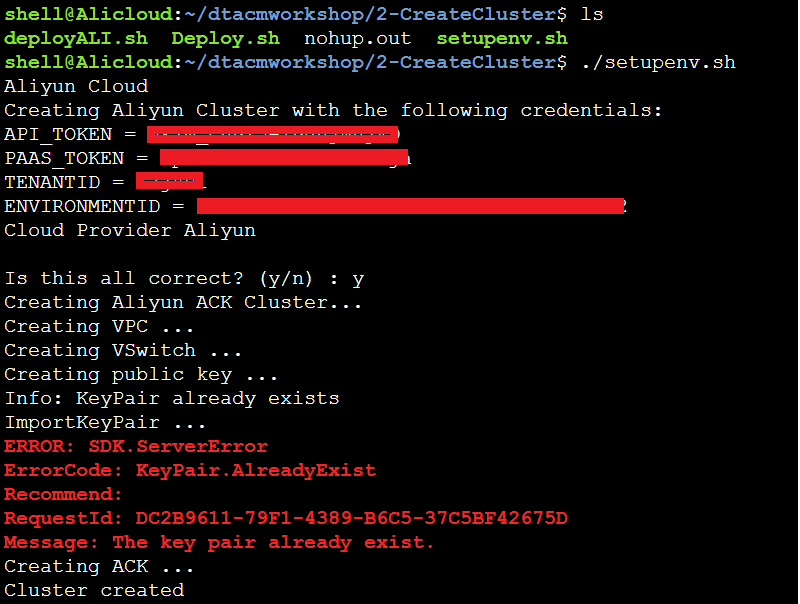 shell@Alicloud:~/dtacmworkshop/2-CreateCluster$ ls
deployALI.sh  Deploy.sh  nohup.out  setupenv.sh
shell@Alicloud:~/dtacmworkshop/2-CreateCluster$ ./setupenv.sh
Aliyun Cloud
Creating Aliyun Cluster with the following credentials:
API_TOKEN =
PAAS_TOKEN =
TENANTID =
ENVIRONMENTID =
Cloud Provider Aliyun
Is this all correct? (y/n) : y
Creating Aliyun ACK Cluster...
Creating VPC ...
Creating VSwitch ...
Creating public key ...
Info: KeyPair already exists
ImportKeyPair ...
ERROR: SDK.ServerError
ErrorCode: KeyPair.AlreadyExist
Recommend:
RequestId: DC2B9611-79F1-4389-B6C5-37C5BF42675D
Message: The key pair already exist.
Creating ACK ...
Cluster created